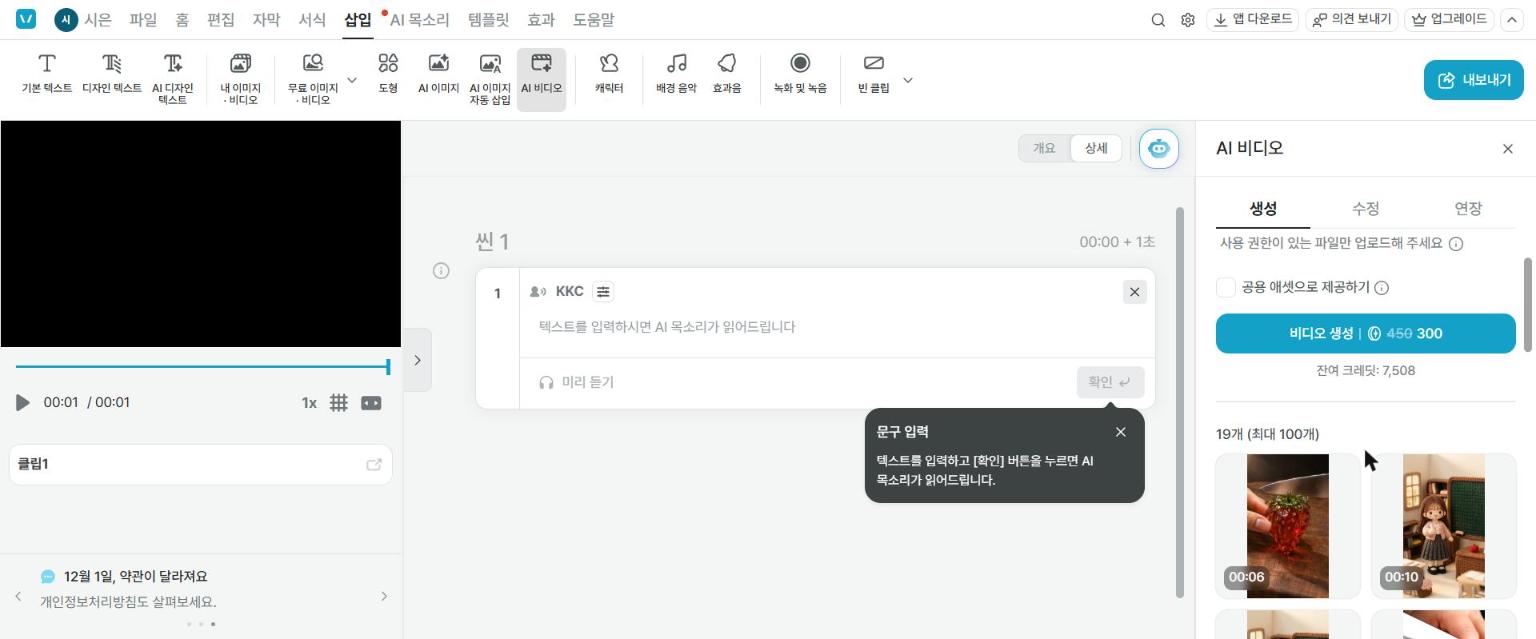 시 시은 파일 홈 편집 자막 서식 삽입 AI 목소리 템플릿 효과 도움말 앱 다운로드 의견 보내기 업그레이드
기본 텍스트 디자인 텍스트 AI 디자인 텍스트 내 이미지 · 비디오 무료 이미지 · 비디오 도형 AI 이미지 AI 이미지 자동 삽입 AI 비디오 캐릭터 배경 음악 효과음 녹화 및 녹음 빈 클립 내보내기
개요 상세
AI 비디오
생성 수정 연장
사용 권한이 있는 파일만 업로드해 주세요
씬 1 00:00 + 1초
1 KKC
텍스트를 입력하시면 AI 목소리가 읽어드립니다
미리 듣기 확인
문구 입력
텍스트를 입력하고 [확인] 버튼을 누르면 AI
목소리가 읽어드립니다.
공용 애셋으로 제공하기
비디오 생성 | 450 300
잔여 크레딧: 7,508
19개 (최대 100개)
00:06 00:10
00:01 / 00:01 1x
클립1
12월 1일, 약관이 달라져요
개인정보처리방침도 살펴보세요.